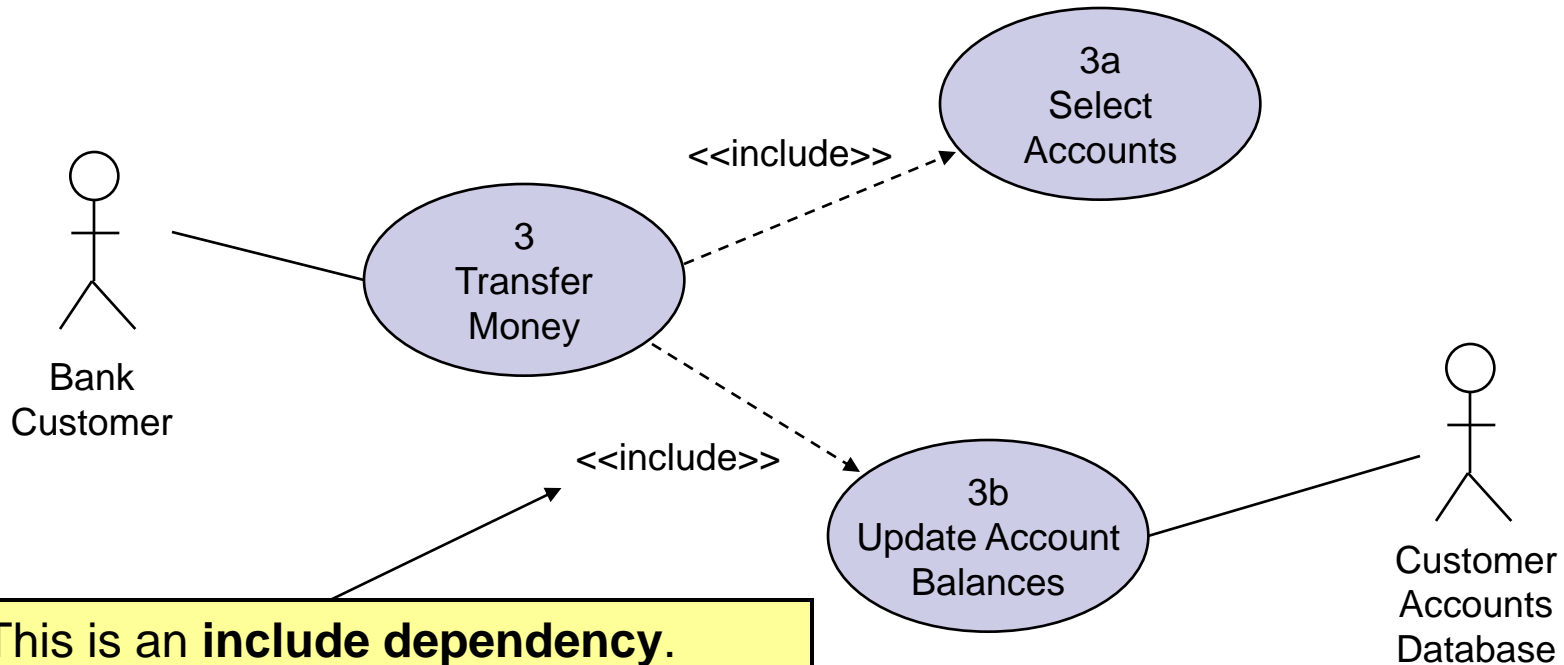 3a
Select
Accounts
<<include>>
3
Transfer
Money
Bank
Customer
<<include>>
3b
Update Account
Balances
Customer
Accounts
Database
This is an include dependency.